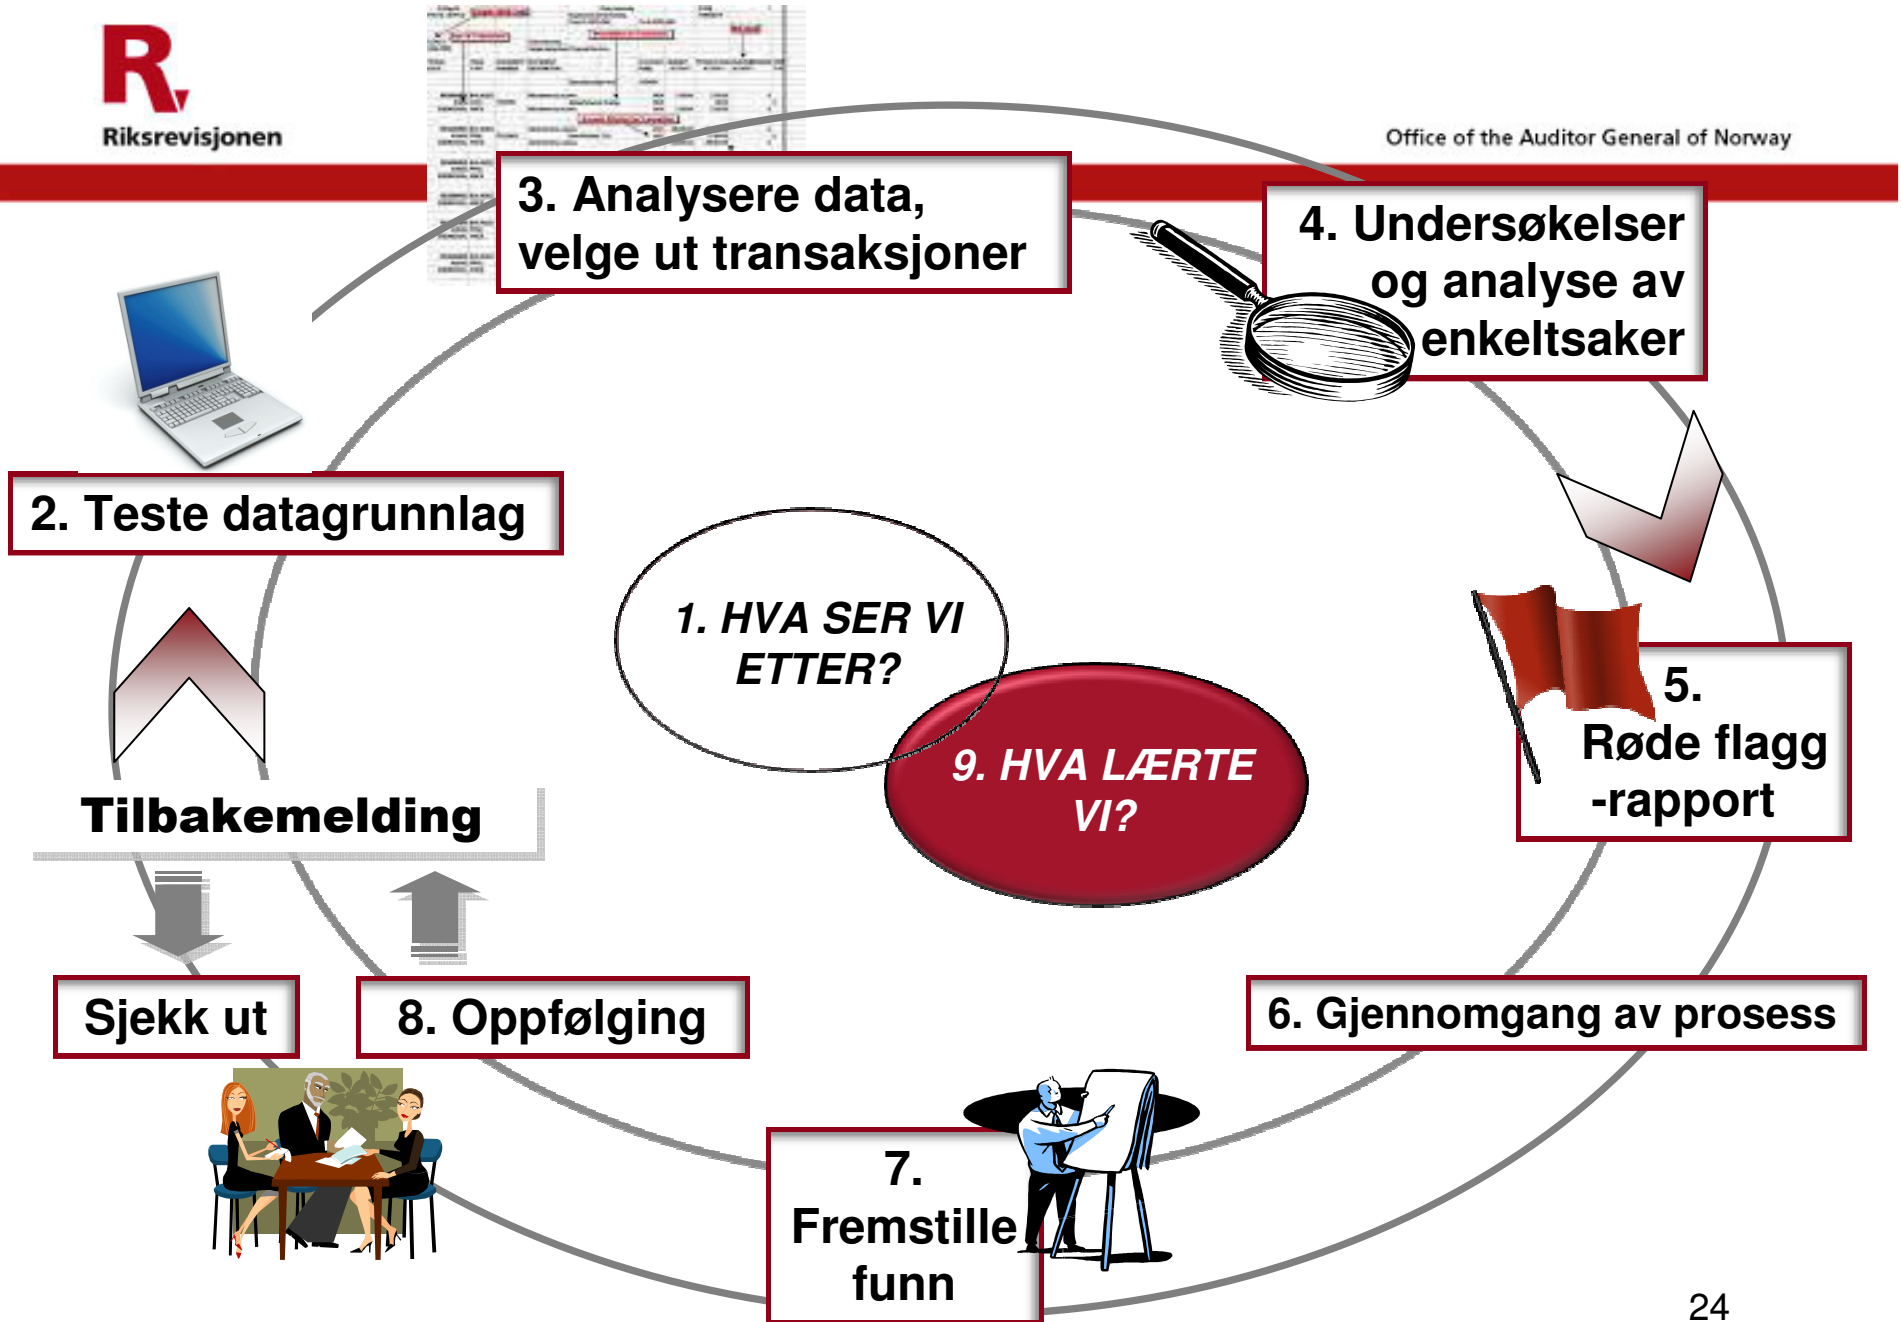 R
Riksrevisjonen
Office of the Auditor General of Norway
3. Analysere data,
velge ut transaksjoner
4. Undersøkelser
og analyse av
enkeltsaker
2. Teste datagrunnlag
1. HVA SER VI
ETTER?
9. HVA LÆRTE
VI?
5.
Røde flagg
-rapport
Tilbakemelding
Sjekk ut
8. Oppfølging
6. Gjennomgang av prosess
7.
Fremstille
funn
24